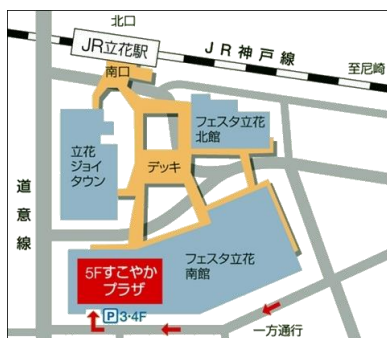 北口
JR立花駅
JR神戸線
至尼崎
南口
フェスタ立花
北館
立花
ジョイ
タウン
デッキ
道意線
5Fすこやか
プラザ
フェスタ立花
南館
P3・4F
一方通行